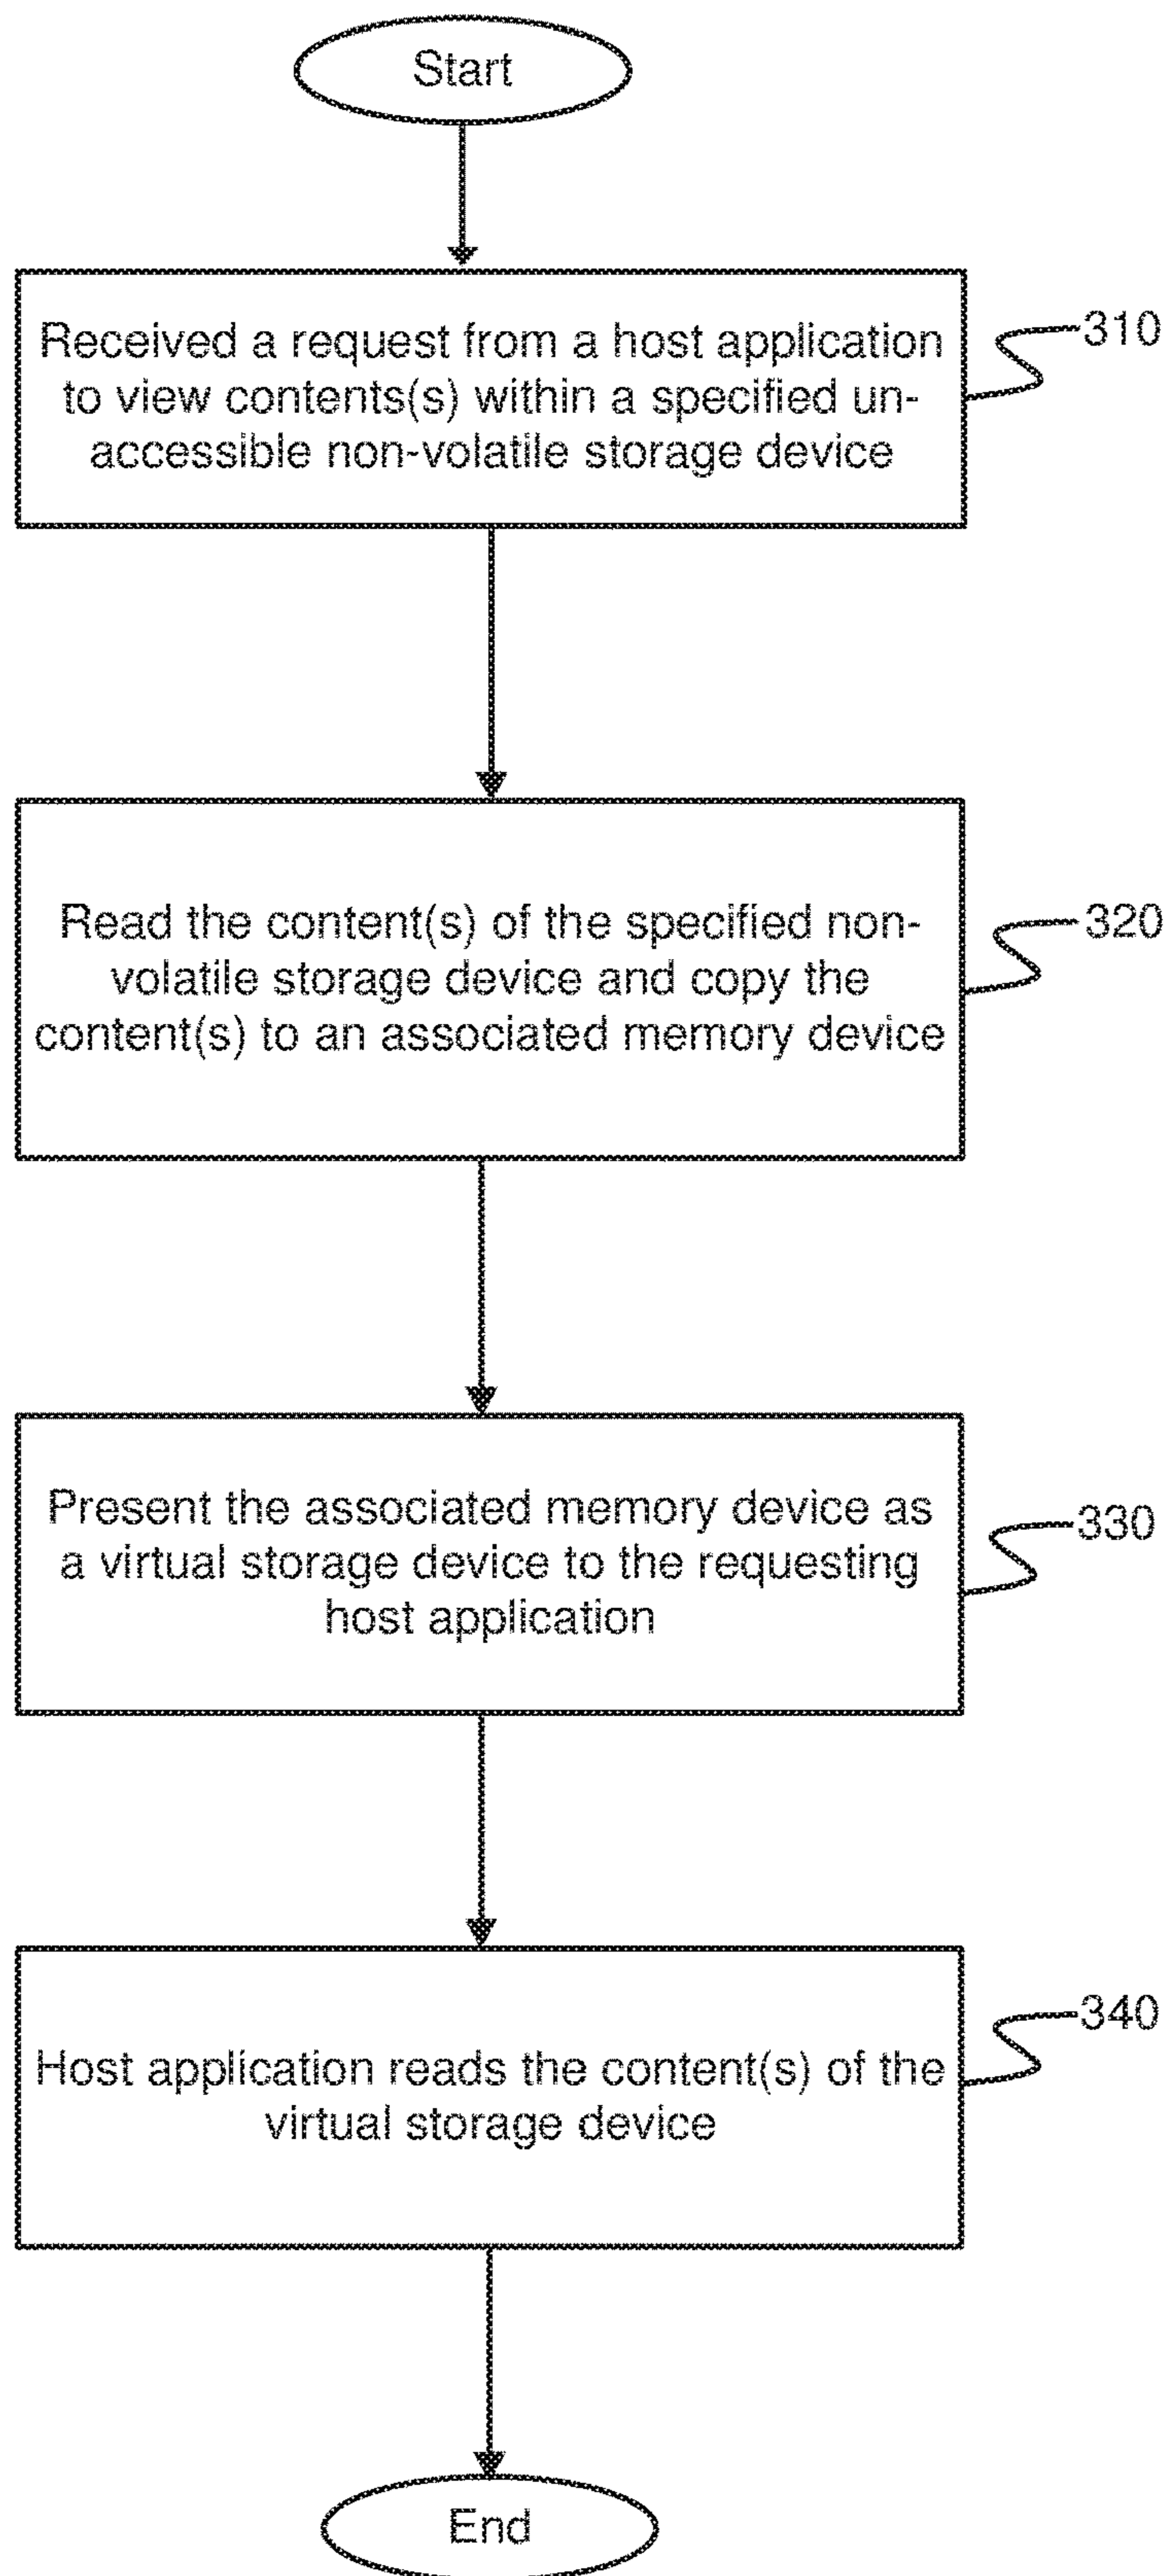 Start
Received a request from a host application
to view contents(s) within a specified un-
accessible non-volatile storage device
310
Read the content(s) of the specified non-
volatile storage device and copy the
content(s) to an associated memory device
320
Present the associated memory device as
a virtual storage device to the requesting
host application
330
Host application reads the content(s) of the
virtual storage device
340
End